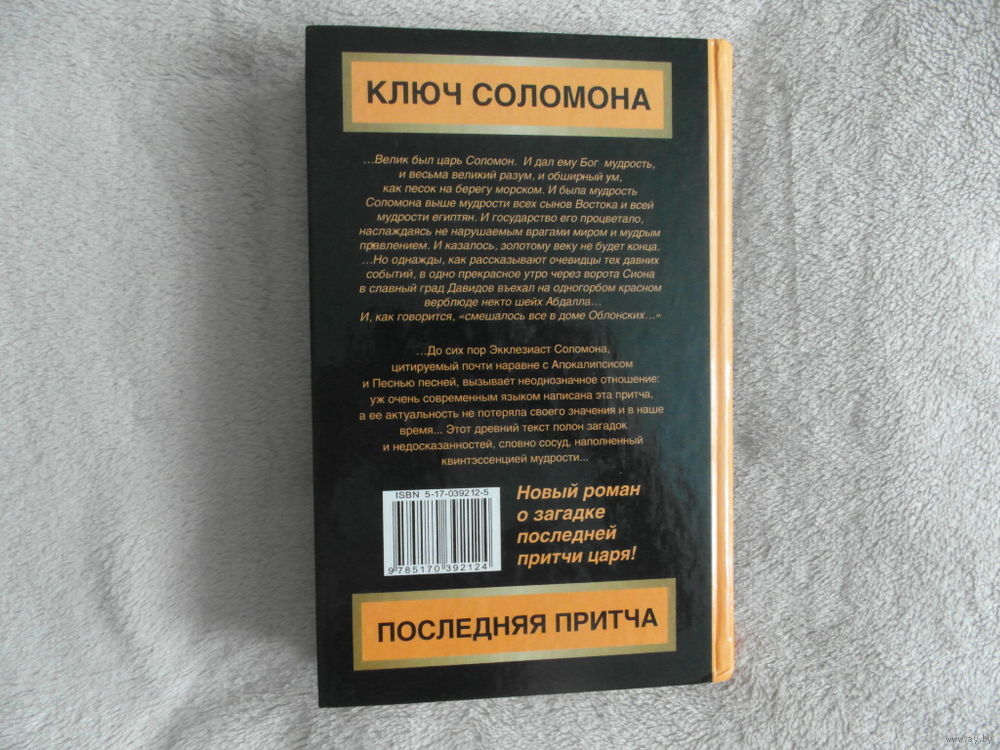 КЛЮЧ СОЛОМОНА
…Велик был царь Соломон. И дал ему Бог мудрость,
и весьма великий разум, и обширный ум,
как песок на берегу морском. И была мудрость
Соломона выше мудрости всех сынов Востока и всей
мудрости египтян. И государство его процветало,
наслаждаясь не нарушаемым врагами миром и мудрым
правлением. И казалось, золотому веку не будет конца.
…Но однажды, как рассказывают очевидцы тех давних
событий, в одно прекрасное утро через ворота Сиона
в славный град Давидов въехал на одногорбом красном
верблюде некто шейх Абдалла…
И, как говорится, «смешалось все в доме Облонских…»
…До сих пор Экклезиаст Соломона,
цитируемый почти наравне с Апокалипсисом
и Песнью песней, вызывает неоднозначное отношение:
уж очень современным языком написана эта притча,
а ее актуальность не потеряла своего значения и в наше
время... Этот древний текст полон загадок
и недосказанностей, словно сосуд, наполненный
квинтэссенцией мудрости...
ISBN 5-17-039212-5
9 785170 392124
Новый роман
о загадке
последней
притчи царя!
ПОСЛЕДНЯЯ ПРИТЧА
www.ay.by